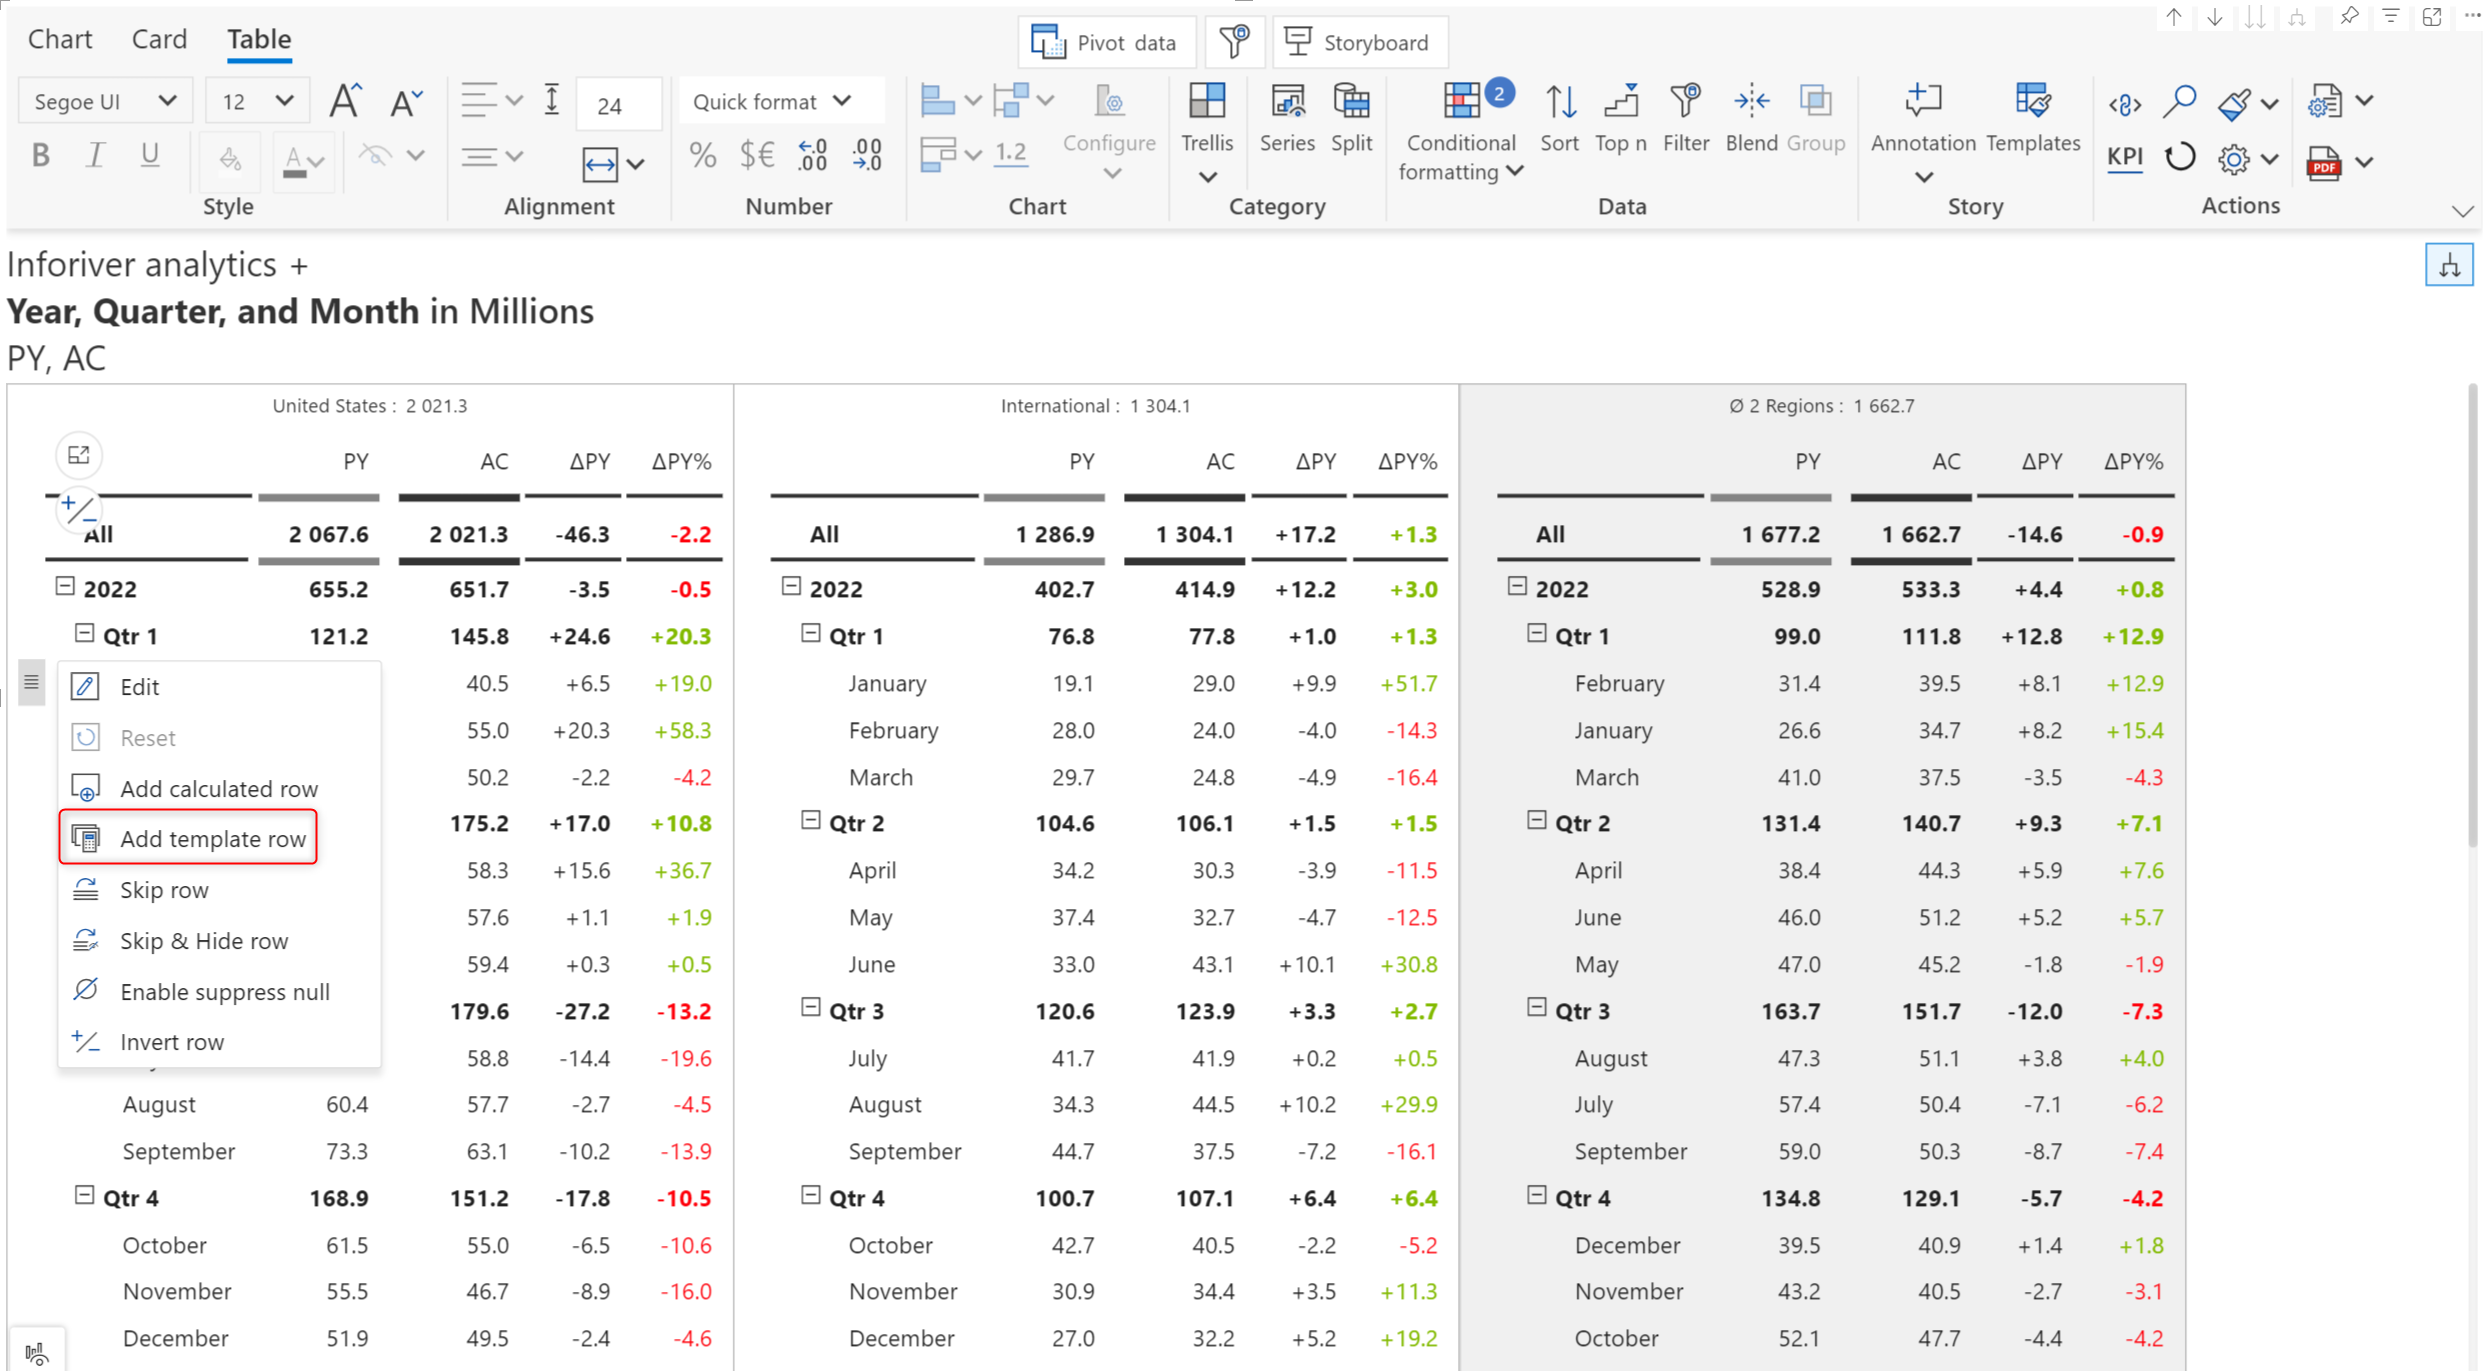 Chart Card Table Pivot data Storyboard
Segoe UI 12 A A 24 Quick format Configure Trellis Series Split Conditional formatting 2 Sort Top n Filter Blend Group Annotation Templates
B I U A % $€ .0 .00 .00 .0 1.2 KPI PDF
Style Alignment Number Chart Category Data Story Actions
Inforiver analytics +
Year, Quarter, and Month in Millions
PY, AC
United States : 2 021.3 International : 1 304.1 Ø 2 Regions : 1 662.7
PY AC ΔPY ΔPY% PY AC ΔPY ΔPY% PY AC ΔPY ΔPY%
All 2 067.6 2 021.3 -46.3 -2.2 All 1 286.9 1 304.1 +17.2 +1.3 All 1 677.2 1 662.7 -14.6 -0.9
2022 655.2 651.7 -3.5 -0.5 2022 402.7 414.9 +12.2 +3.0 2022 528.9 533.3 +4.4 +0.8
Qtr 1 121.2 145.8 +24.6 +20.3 Qtr 1 76.8 77.8 +1.0 +1.3 Qtr 1 99.0 111.8 +12.8 +12.9
Edit 40.5 +6.5 +19.0 January 19.1 29.0 +9.9 +51.7 February 31.4 39.5 +8.1 +12.9
Reset 55.0 +20.3 +58.3 February 28.0 24.0 -4.0 -14.3 January 26.6 34.7 +8.2 +15.4
Add calculated row 50.2 -2.2 -4.2 March 29.7 24.8 -4.9 -16.4 March 41.0 37.5 -3.5 -4.3
Add template row 175.2 +17.0 +10.8 Qtr 2 104.6 106.1 +1.5 +1.5 Qtr 2 131.4 140.7 +9.3 +7.1
Skip row 58.3 +15.6 +36.7 April 34.2 30.3 -3.9 -11.5 April 38.4 44.3 +5.9 +7.6
Skip & Hide row 57.6 +1.1 +1.9 May 37.4 32.7 -4.7 -12.5 June 46.0 51.2 +5.2 +5.7
Enable suppress null 59.4 +0.3 +0.5 June 33.0 43.1 +10.1 +30.8 May 47.0 45.2 -1.8 -1.9
179.6 -27.2 -13.2 Qtr 3 120.6 123.9 +3.3 +2.7 Qtr 3 163.7 151.7 -12.0 -7.3
Invert row 58.8 -14.4 -19.6 July 41.7 41.9 +0.2 +0.5 August 47.3 51.1 +3.8 +4.0
August 60.4 57.7 -2.7 -4.5 August 34.3 44.5 +10.2 +29.9 July 57.4 50.4 -7.1 -6.2
September 73.3 63.1 -10.2 -13.9 September 44.7 37.5 -7.2 -16.1 September 59.0 50.3 -8.7 -7.4
Qtr 4 168.9 151.2 -17.8 -10.5 Qtr 4 100.7 107.1 +6.4 +6.4 Qtr 4 134.8 129.1 -5.7 -4.2
October 61.5 55.0 -6.5 -10.6 October 42.7 40.5 -2.2 -5.2 December 39.5 40.9 +1.4 +1.8
November 55.5 46.7 -8.9 -16.0 November 30.9 34.4 +3.5 +11.3 November 43.2 40.5 -2.7 -3.1
December 51.9 49.5 -2.4 -4.6 December 27.0 32.2 +5.2 +19.2 October 52.1 47.7 -4.4 -4.2